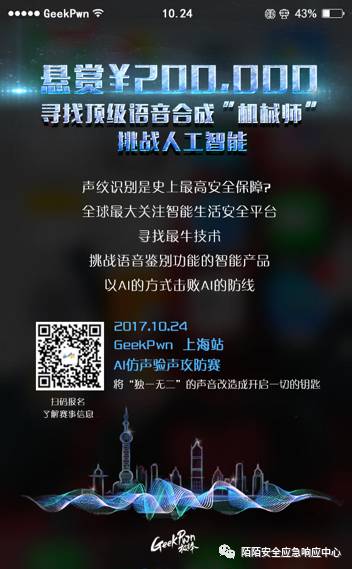 ●●●●● GeekPwn
10.24
43%
悬赏¥200,000
寻找顶级语音合成“机械师”
挑战人工智能
声纹识别是史上最高安全保障?
全球最大关注智能生活安全平台
寻找最牛技术
挑战语音鉴别功能的智能产品
以AI的方式击败AI的防线
2017.10.24
GeekPwn 上海站
AI仿声验声攻防赛
将“独一无二”的声音改造成开启一切的钥匙
扫码报名
了解赛事信息
GeekPwn
极棒
陌陌安全应急响应中心